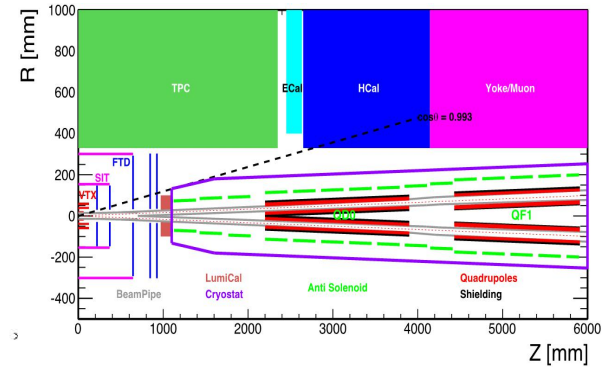 R [mm]
1000
800
600
400
200
0
-200
-400
TPC
ECal
HCal
Yoke/Muon
cosθ = 0.993
FTD
SIT
VTX
QD0
QF1
LumiCal
BeamPipe
Cryostat
Anti Solenoid
Quadrupoles
Shielding
0 1000 2000 3000 4000 5000 6000
Z [mm]